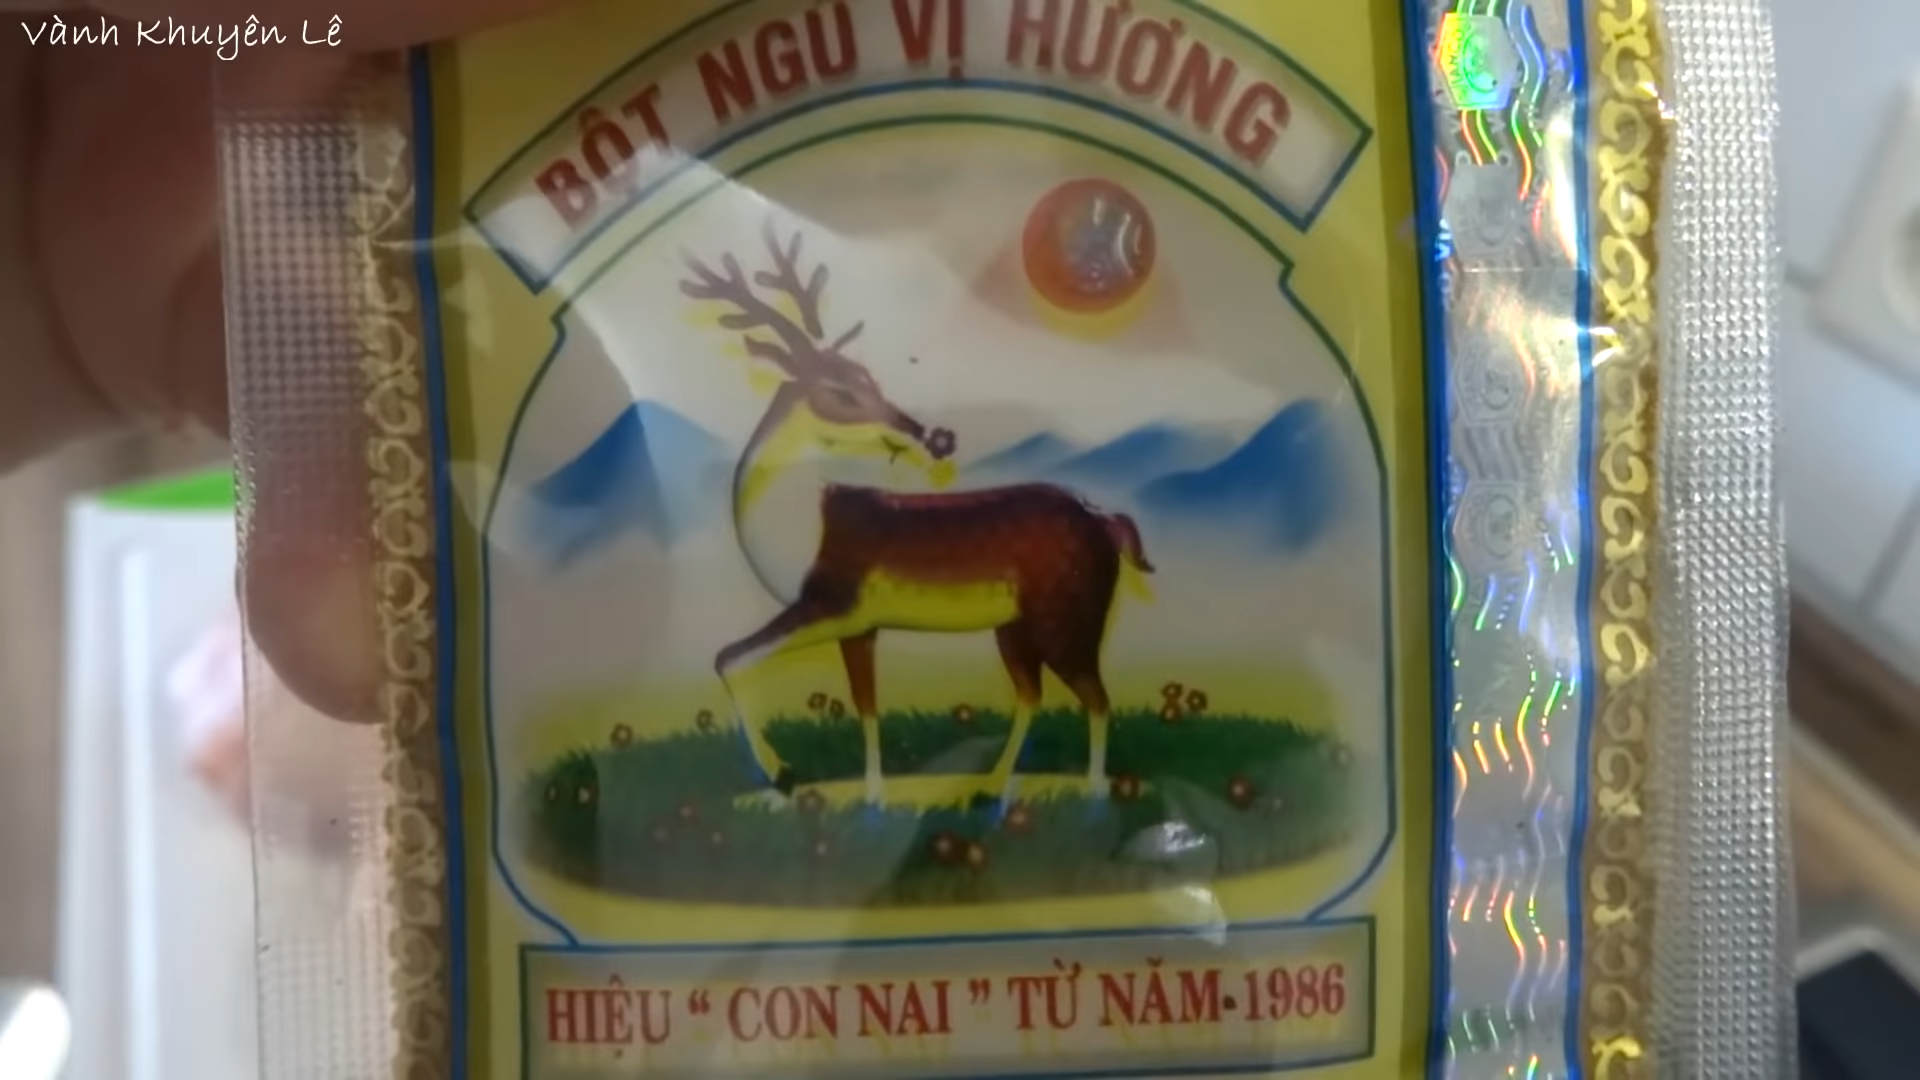 Vành Khuyên Lê
BỘT NGŨ VỊ HƯƠNG
HIỆU “ CON NAI ” TỪ NĂM-1986